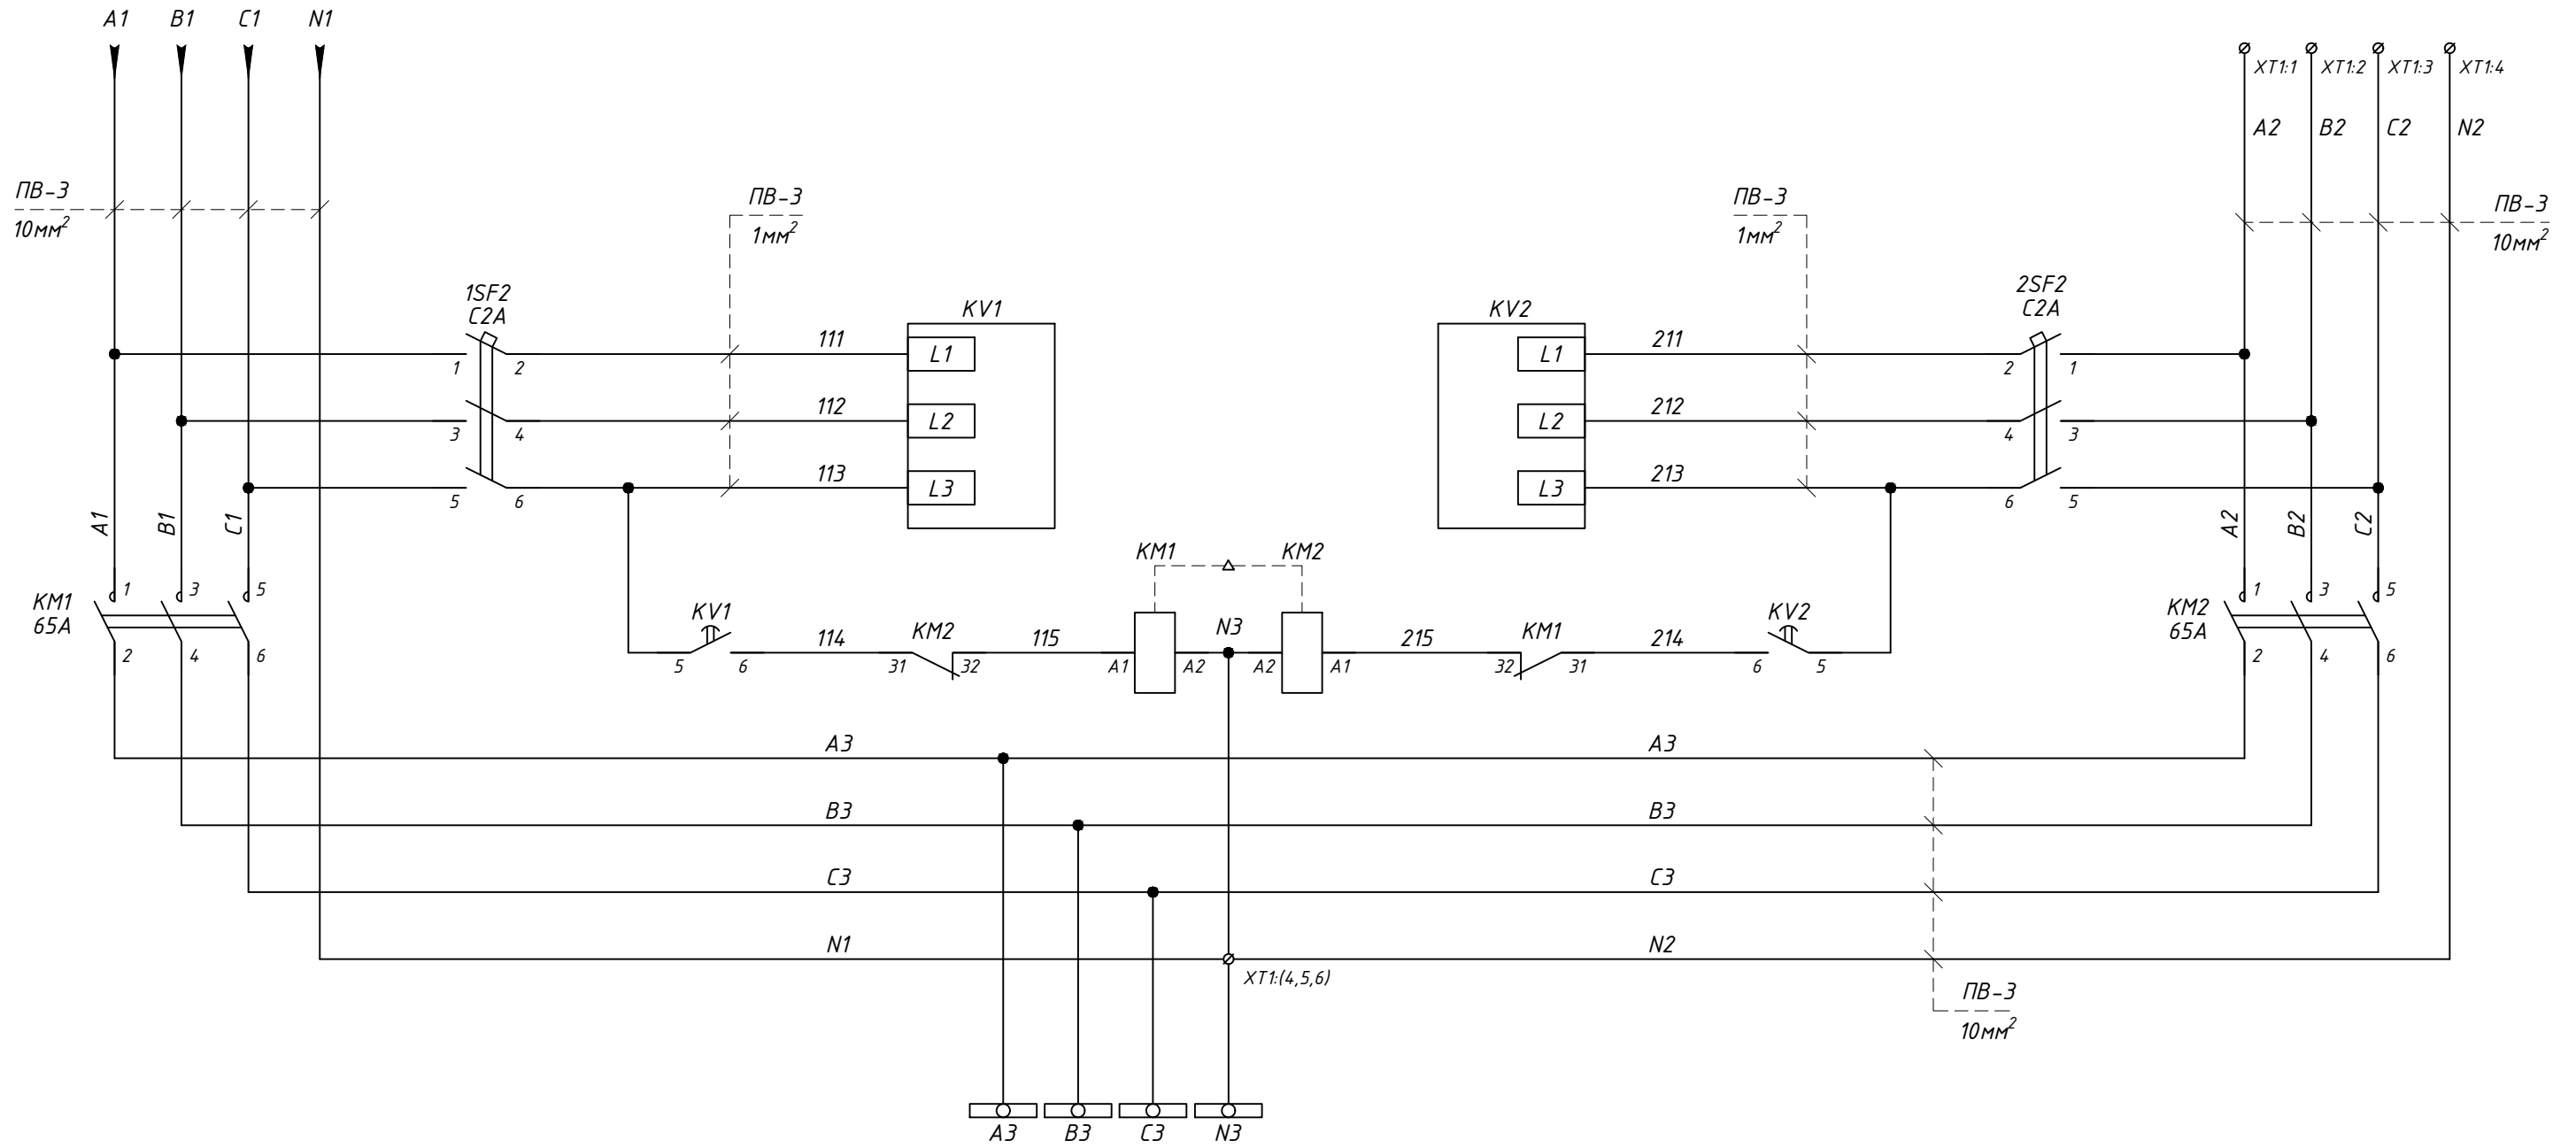 A1 B1 C1 N1
XT1:1 XT1:2 XT1:3 XT1:4
A2 B2 C2 N2
ПВ-3
10мм²
ПВ-3
1мм²
ПВ-3
1мм²
ПВ-3
10мм²
1SF2
C2A
KV1
KV2
2SF2
C2A
1 2 111 L1
L1 211 2 1
3 4 112 L2
L2 212 4 3
5 6 113 L3
L3 213 6 5
A1 B1 C1
A2 B2 C2
KM1 KM2
KM1
65A
1 3 5
2 4 6
KV1
5 6
114
KM2
31 32
115
A1 A2
N3
A2 A1
215
KM1
32 31
214
KV2
6 5
KM2
65A
1 3 5
2 4 6
A3 A3
B3 B3
C3 C3
N1 N2
XT1:(4,5,6)
ПВ-3
10мм²
A3 B3 C3 N3